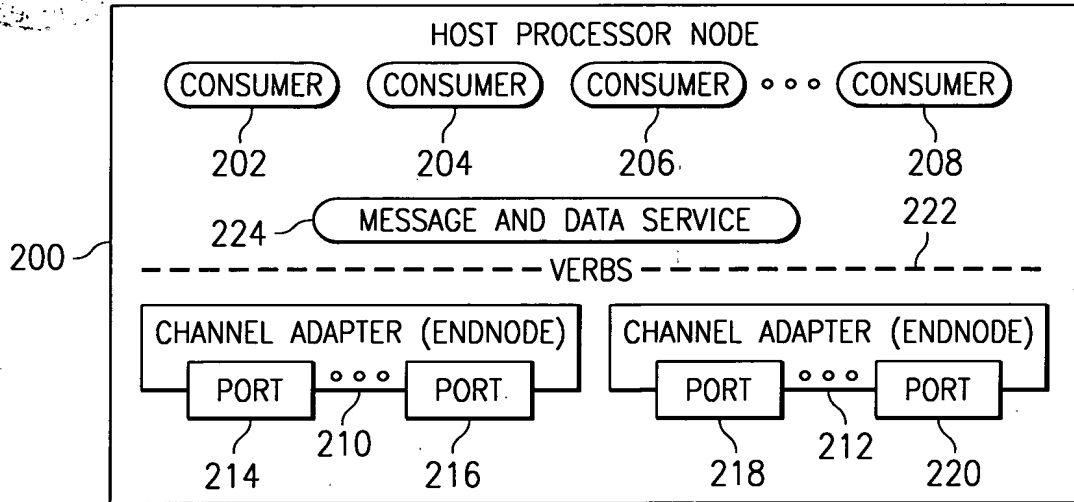 HOST PROCESSOR NODE
CONSUMER CONSUMER CONSUMER CONSUMER
202 204 206 208
224 MESSAGE AND DATA SERVICE 222
200
VERBS
CHANNEL ADAPTER (ENDNODE) CHANNEL ADAPTER (ENDNODE)
PORT PORT PORT PORT
210 212
214 216 218 220